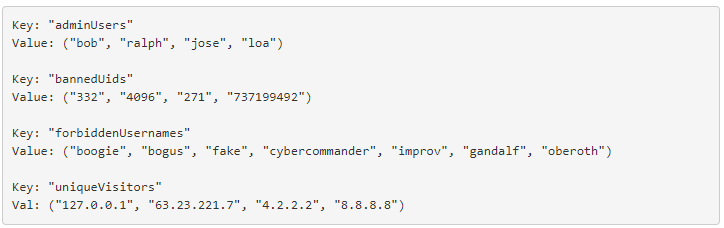 Key: "adminUsers"
Value: ("bob", "ralph", "jose", "loa")
Key: "bannedUids"
Value: ("332", "4096", "271", "737199492")
Key: "forbiddenUsernames"
Value: ("boogie", "bogus", "fake", "cybercommander", "improv", "gandalf", "oberoth")
Key: "uniqueVisitors"
Val: ("127.0.0.1", "63.23.221.7", "4.2.2.2", "8.8.8.8")